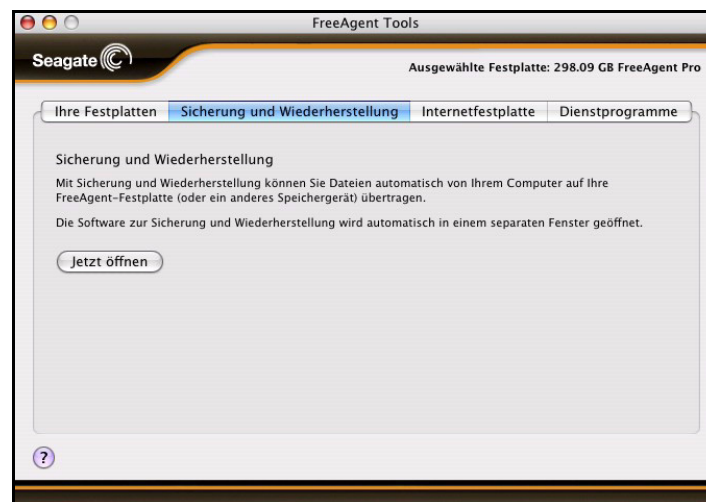 FreeAgent Tools
Seagate
Ausgewählte Festplatte: 298.09 GB FreeAgent Pro
Ihre Festplatten Sicherung und Wiederherstellung Internetfestplatte Dienstprogramme
Sicherung und Wiederherstellung
Mit Sicherung und Wiederherstellung können Sie Dateien automatisch von Ihrem Computer auf Ihre
FreeAgent-Festplatte (oder ein anderes Speichergerät) übertragen.
Die Software zur Sicherung und Wiederherstellung wird automatisch in einem separaten Fenster geöffnet.
Jetzt öffnen
?